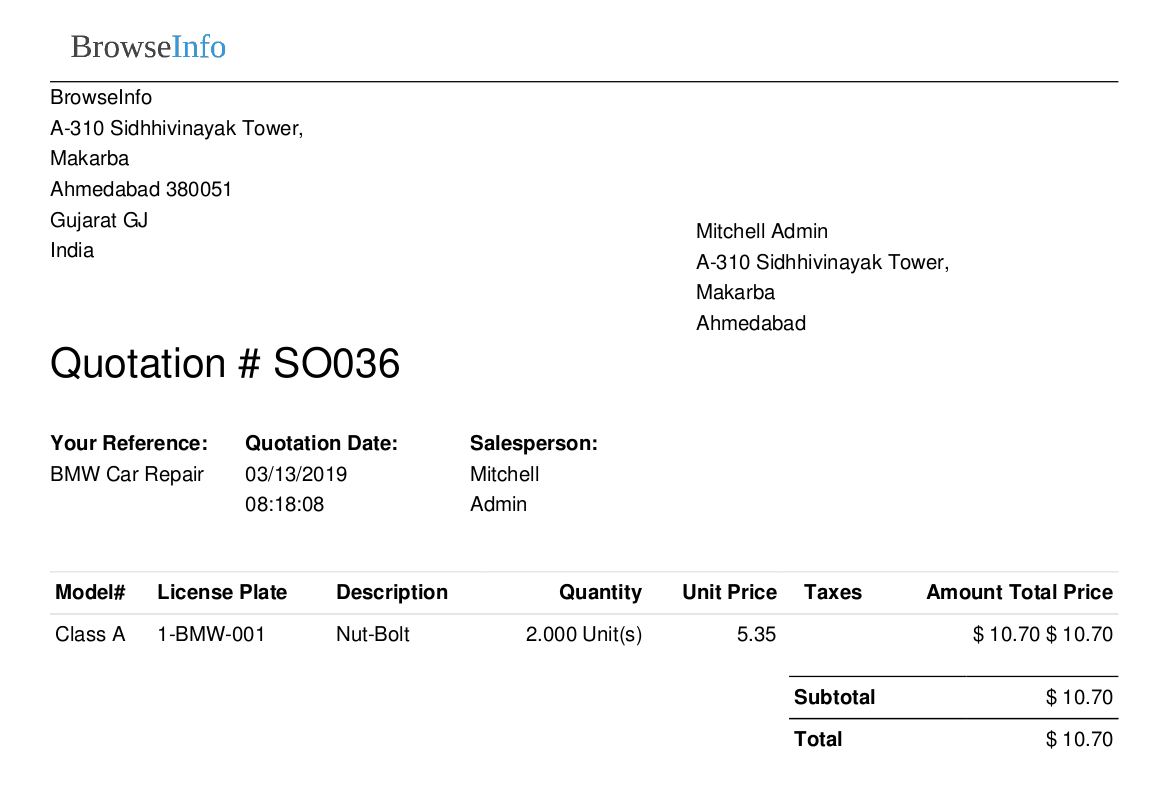 BrowseInfo
BrowseInfo
A-310 Sidhhivinayak Tower,
Makarba
Ahmedabad 380051
Gujarat GJ
India
Mitchell Admin
A-310 Sidhhivinayak Tower,
Makarba
Ahmedabad
Quotation # SO036
Your Reference: Quotation Date: Salesperson:
BMW Car Repair 03/13/2019 Mitchell
08:18:08 Admin
Model# License Plate Description Quantity Unit Price Taxes Amount Total Price
Class A 1-BMW-001 Nut-Bolt 2.000 Unit(s) 5.35 $ 10.70 $ 10.70
Subtotal $ 10.70
Total $ 10.70